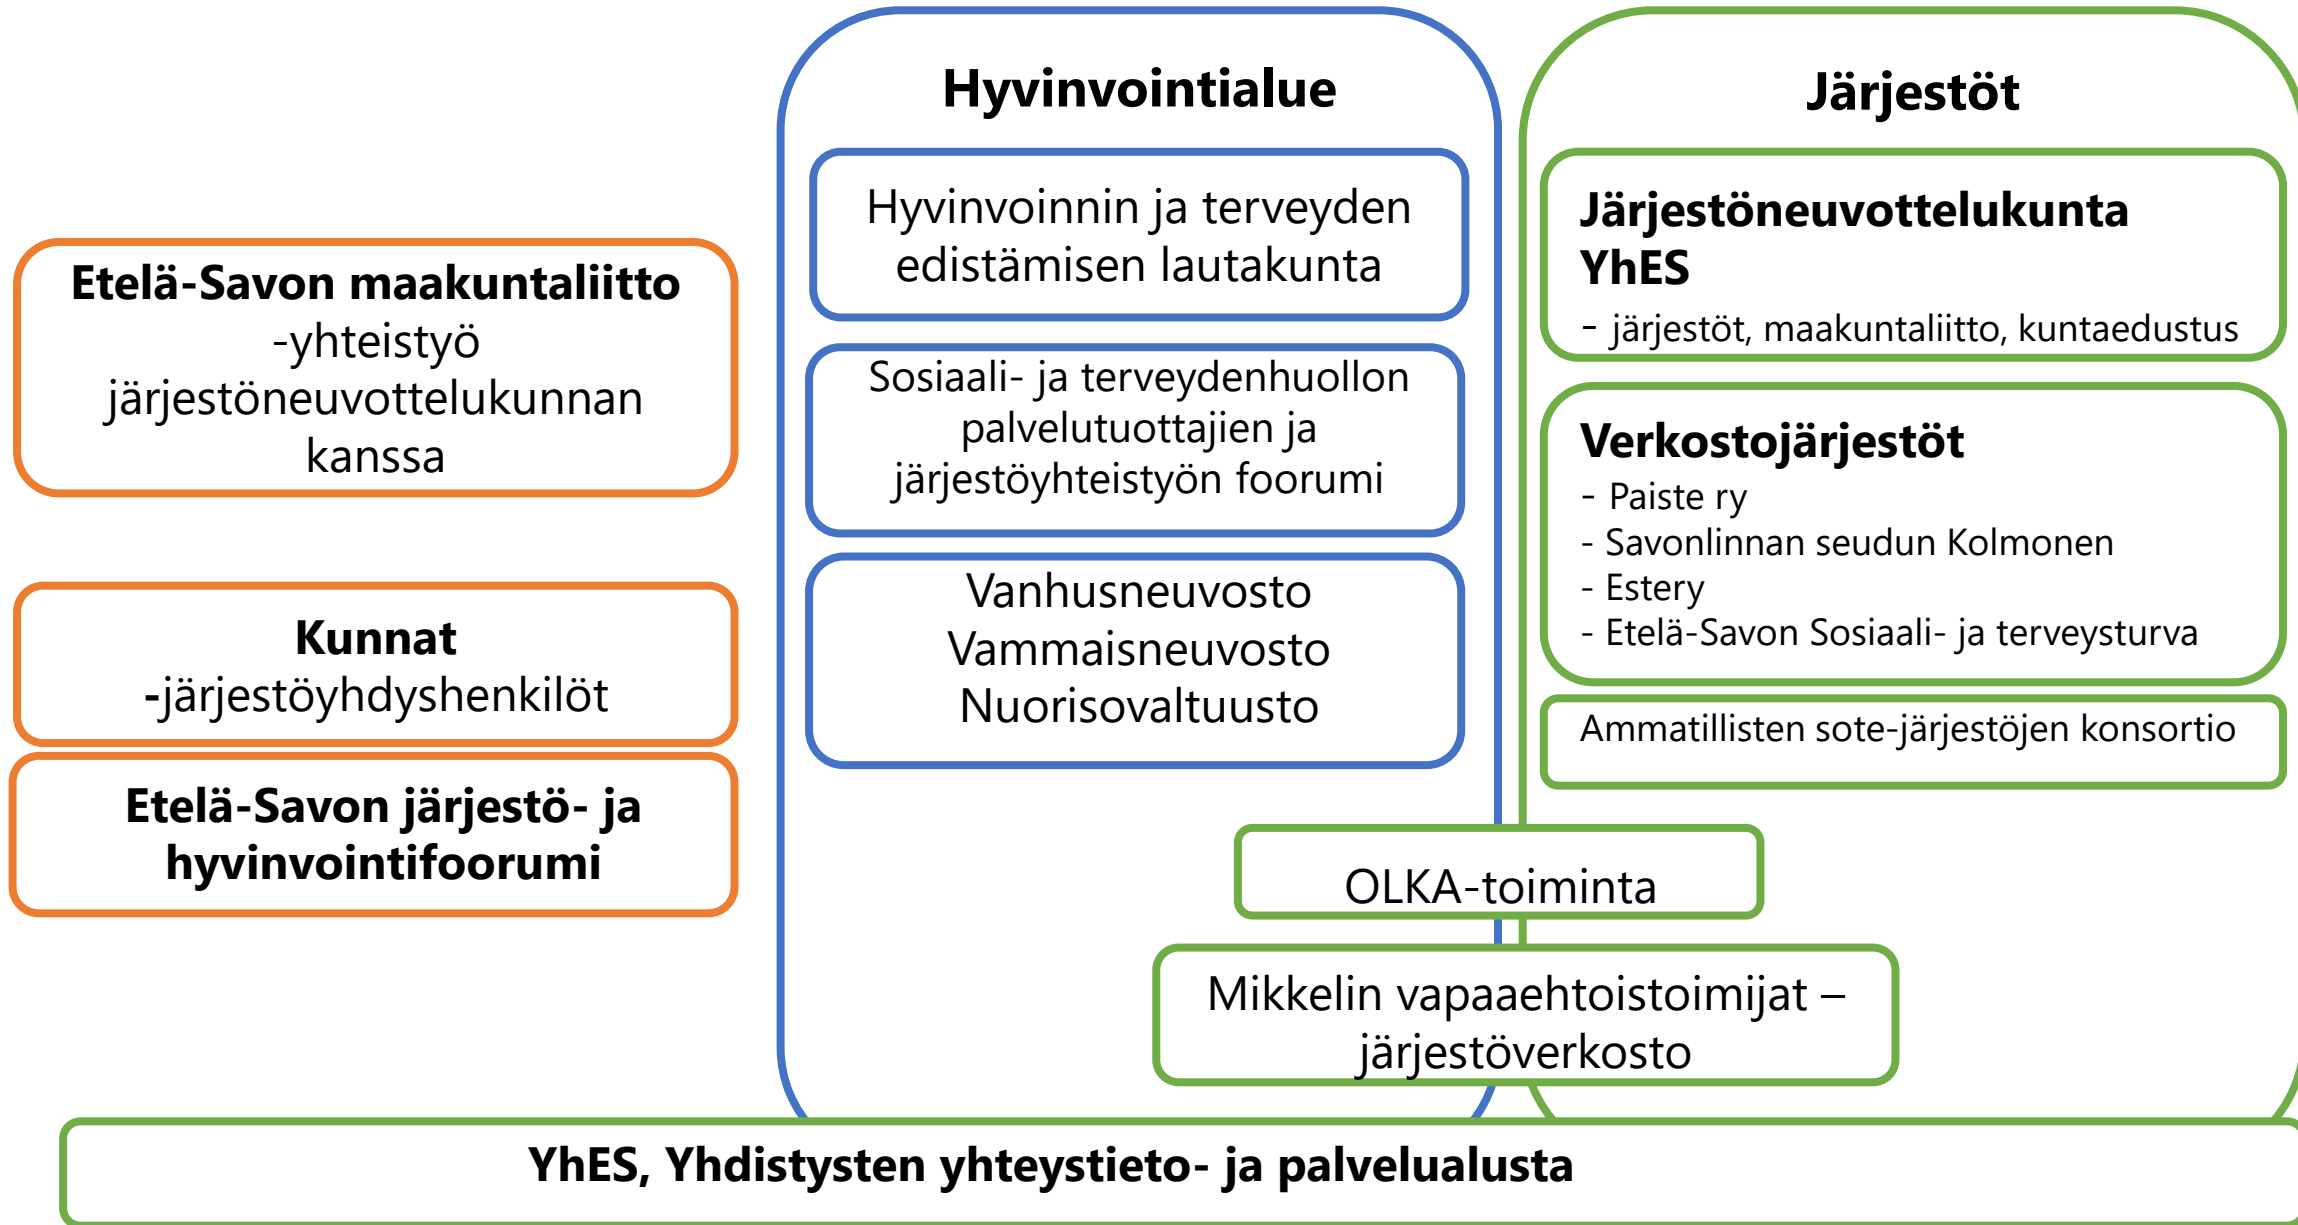 Etelä-Savon maakuntaliitto
-yhteistyö
järjestöneuvottelukunnan
kanssa
Kunnat
-järjestöyhdyshenkilöt
Etelä-Savon järjestö- ja
hyvinvointifoorumi
Hyvinvointialue
Hyvinvoinnin ja terveyden
edistämisen lautakunta
Sosiaali- ja terveydenhuollon
palvelutuottajien ja
järjestöyhteistyön foorumi
Vanhusneuvosto
Vammaisneuvosto
Nuorisovaltuusto
Järjestöt
Järjestöneuvottelukunta
YhES
- järjestöt, maakuntaliitto, kuntaedustus
Verkostojärjestöt
- Paiste ry
- Savonlinnan seudun Kolmonen
- Estery
- Etelä-Savon Sosiaali- ja terveysturva
Ammatillisten sote-järjestöjen konsortio
OLKA-toiminta
Mikkelin vapaaehtoistoimijat –
järjestöverkosto
YhES, Yhdistysten yhteystieto- ja palvelualusta